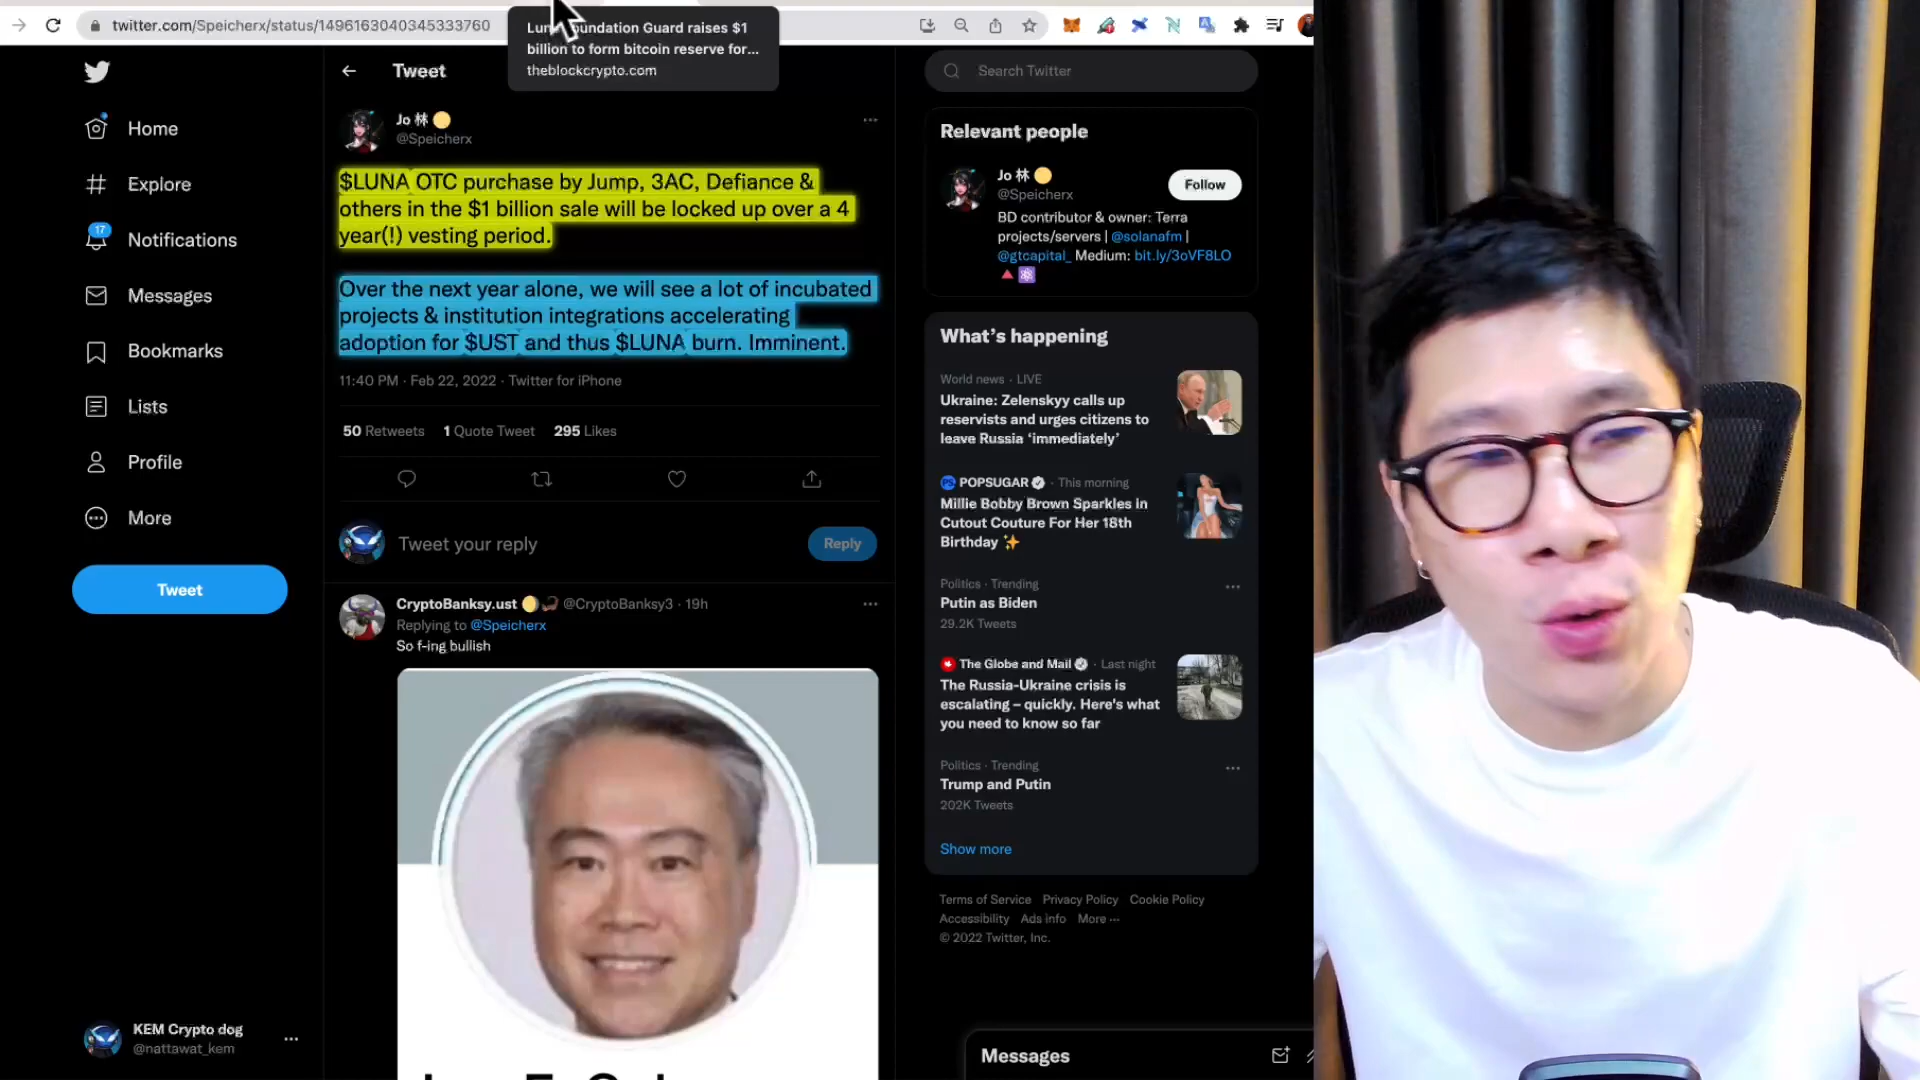 twitter.com/Speicherx/status/1496163040345333760
Foundation Guard raises $1
billion to form bitcoin reserve for...
theblockcrypto.com
Home
Explore
17
Notifications
Messages
Bookmarks
Lists
Profile
More
Tweet
KEM Crypto dog
@nattawat_kem
Tweet
Jo 林
@Speicherx
$LUNA OTC purchase by Jump, 3AC, Defiance &
others in the $1 billion sale will be locked up over a 4
year(!) vesting period.
Over the next year alone, we will see a lot of incubated
projects & institution integrations accelerating
adoption for $UST and thus $LUNA burn. Imminent.
11:40 PM · Feb 22, 2022 · Twitter for iPhone
50 Retweets 1 Quote Tweet 295 Likes
Tweet your reply
Reply
CryptoBanksy.ust @CryptoBanksy3 · 19h
Replying to @Speicherx
So f-ing bullish
Search Twitter
Relevant people
Jo 林
@Speicherx
Follow
BD contributor & owner: Terra
projects/servers | @solanafm |
@gtcapital_ Medium: bit.ly/3oVF8LO
What's happening
World news · LIVE
Ukraine: Zelenskyy calls up
reservists and urges citizens to
leave Russia ‘immediately’
POPSUGAR · This morning
Millie Bobby Brown Sparkles in
Cutout Couture For Her 18th
Birthday ✨
Politics · Trending
Putin as Biden
29.2K Tweets
The Globe and Mail · Last night
The Russia-Ukraine crisis is
escalating – quickly. Here's what
you need to know so far
Politics · Trending
Trump and Putin
202K Tweets
Show more
Terms of Service Privacy Policy Cookie Policy
Accessibility Ads info More ···
© 2022 Twitter, Inc.
Messages